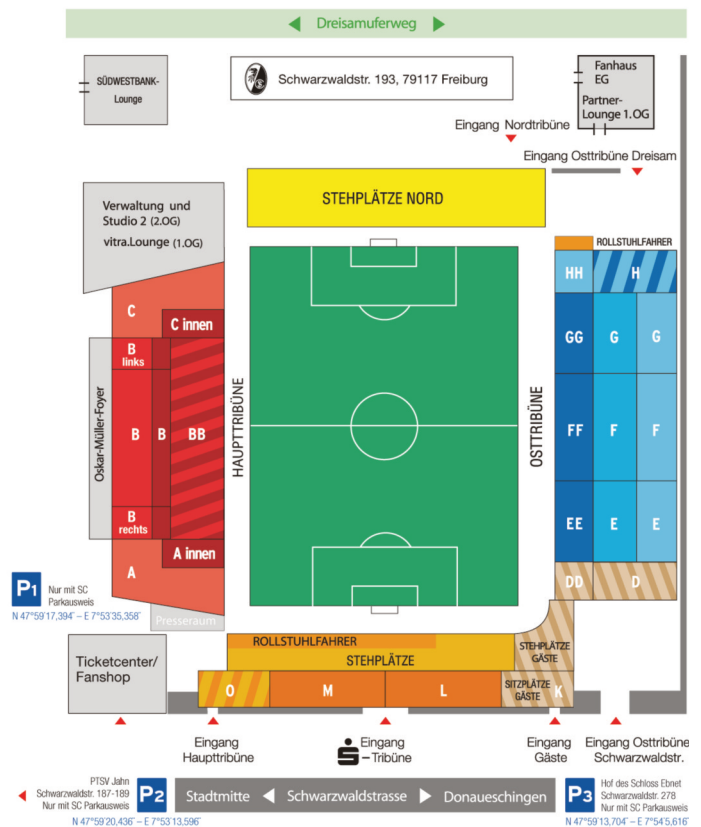 Dreisamuferweg
SÜDWESTBANK-
Lounge
Schwarzwaldstr. 193, 79117 Freiburg
Fanhaus
EG
Partner-
Lounge 1.OG
Eingang Nordtribüne
Eingang Osttribüne Dreisam
Verwaltung und
Studio 2 (2.OG)
vitra.Lounge (1.OG)
STEHPLÄTZE NORD
ROLLSTUHLFAHRER
HH
H
C
C innen
B
links
GG
G
G
Oskar-Müller-Foyer
B
B
BB
HAUPTTRIBÜNE
OSTTRIBÜNE
FF
F
F
B
rechts
EE
E
E
A innen
A
DD
D
P1
Nur mit SC
Parkausweis
N 47°59´17,394˝ – E 7°53´35,358˝
Presseraum
Ticketcenter/
Fanshop
ROLLSTUHLFAHRER
STEHPLÄTZE
STEHPLÄTZE
GÄSTE
O
M
L
SITZPLÄTZE
GÄSTE
K
Eingang
Haupttribüne
Eingang
–Tribüne
Eingang
Gäste
Eingang Osttribüne
Schwarzwaldstr.
PTSV Jahn
Schwarzwaldstr. 187-189
Nur mit SC Parkausweis
P2
N 47°59´20,436˝ – E 7°53´13,596˝
Stadtmitte
Schwarzwaldstrasse
Donaueschingen
P3
Hof des Schloss Ebnet
Schwarzwaldstr. 278
Nur mit SC Parkausweis
N 47°59´13,704˝ – E 7°54´5,616˝